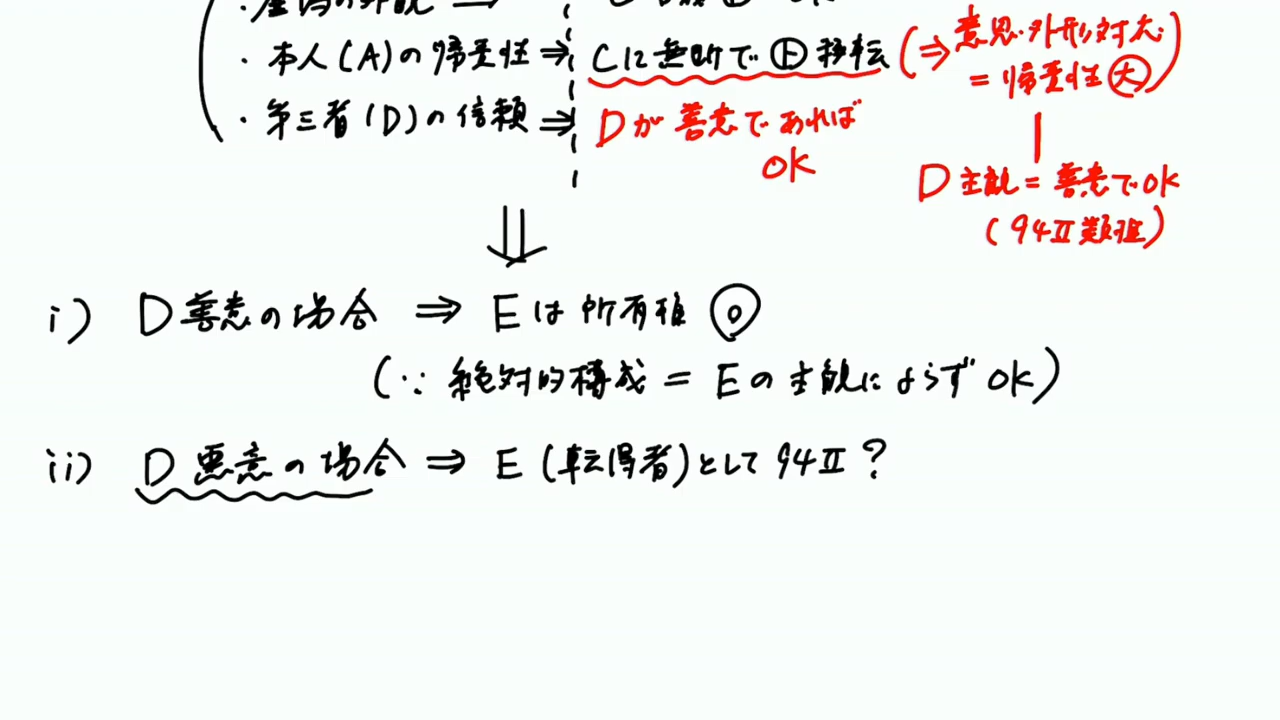 ・本人(A)の帰責性⇒ Cに無断で㊤移転 (⇒意思外形対応
= 帰責性㊛)
・第三者(D)の信頼⇒ Dが善意であれば
OK
D主観=善意でOK
(94Ⅱ類推)
⇓
i) D善意の場合 ⇒ Eは所有権◎
(∵ 絶対的構成 = Eの主観によらずOK)
ii) D悪意の場合 ⇒ E(転得者)として94Ⅱ?